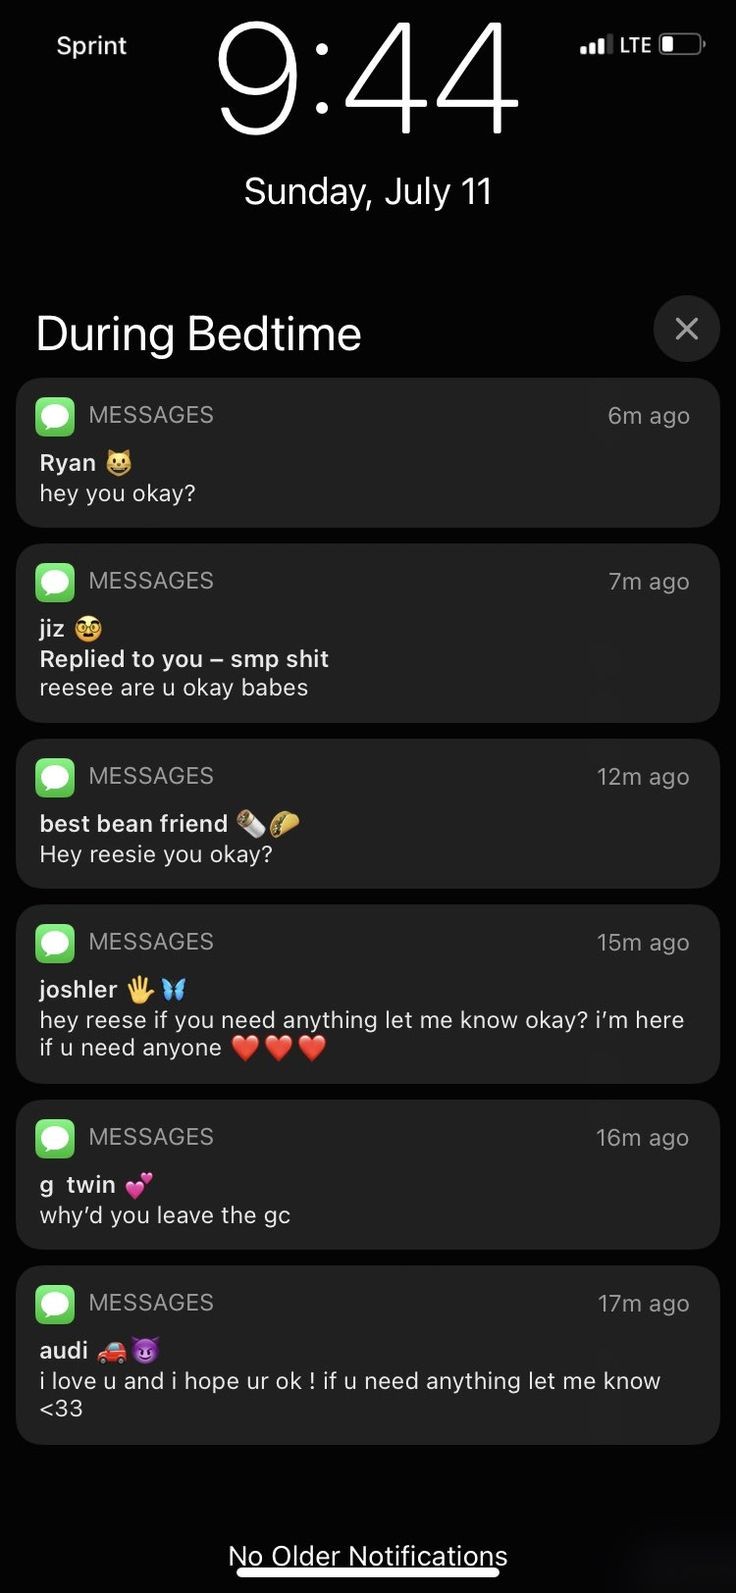 Sprint
9:44
LTE
Sunday, July 11
During Bedtime
MESSAGES
6m ago
Ryan 😺
hey you okay?
MESSAGES
7m ago
jiz 🥸
Replied to you – smp shit
reesee are u okay babes
MESSAGES
12m ago
best bean friend 🌯🌮
Hey reesie you okay?
MESSAGES
15m ago
joshler 🖐️🦋
hey reese if you need anything let me know okay? i’m here
if u need anyone ❤️❤️❤️
MESSAGES
16m ago
g  twin 💕
why’d you leave the gc
MESSAGES
17m ago
audi 🚗😈
i love u and i hope ur ok ! if u need anything let me know
<33
No Older Notifications